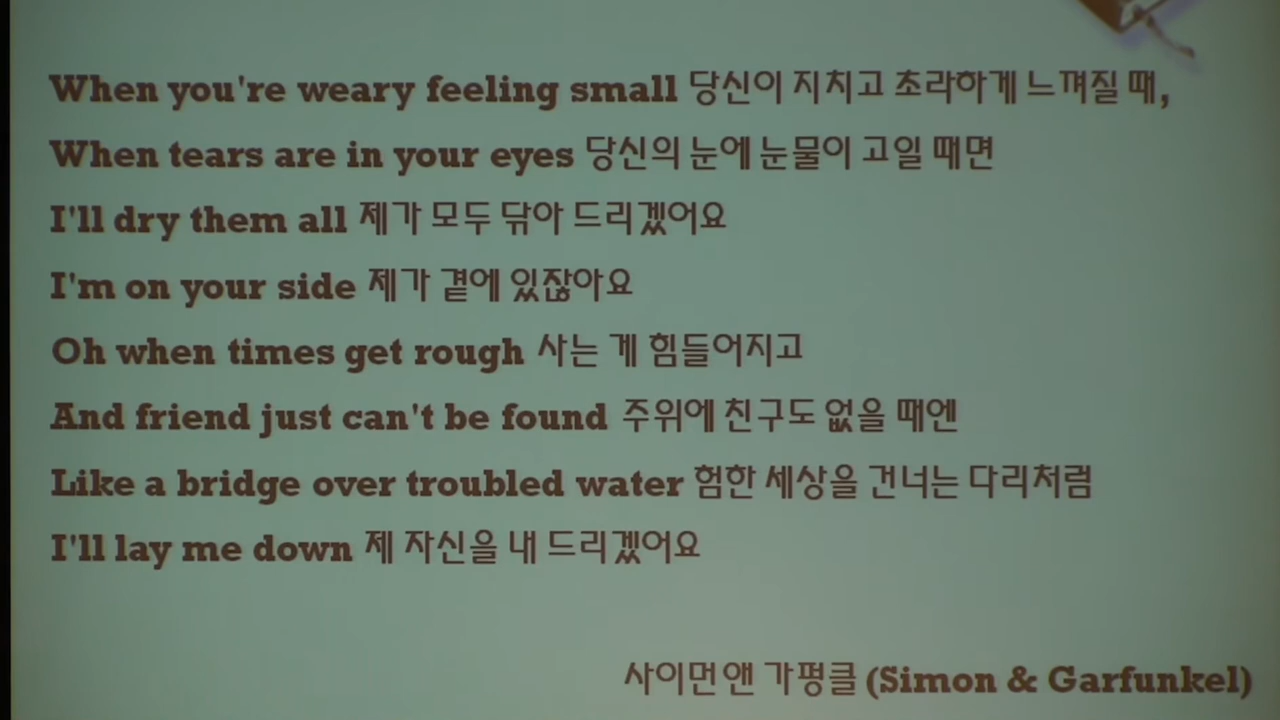 When you're weary feeling small 당신이 지치고 초라하게 느껴질 때,
When tears are in your eyes 당신의 눈에 눈물이 고일 때면
I'll dry them all 제가 모두 닦아 드리겠어요
I'm on your side 제가 곁에 있잖아요
Oh when times get rough 사는 게 힘들어지고
And friend just can't be found 주위에 친구도 없을 때엔
Like a bridge over troubled water 험한 세상을 건너는 다리처럼
I'll lay me down 제 자신을 내 드리겠어요
사이먼앤 가평클 (Simon & Garfunkel)